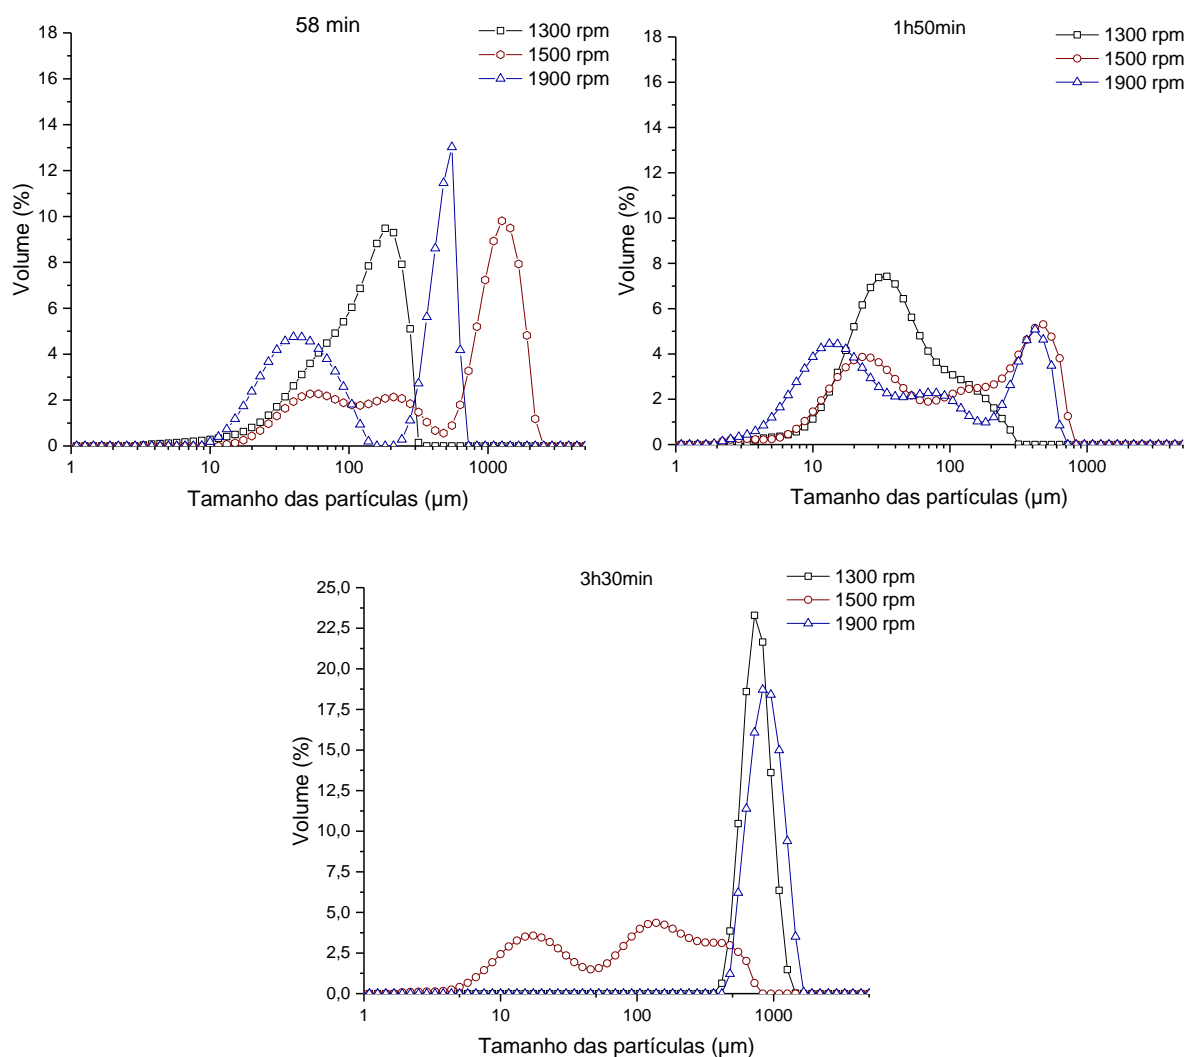 58 min
1300 rpm
1500 rpm
1900 rpm
18
16
14
12
10
8
6
4
2
0
Volume (%)
1 10 100 1000
Tamanho das partículas (µm)
1h50min
1300 rpm
1500 rpm
1900 rpm
18
16
14
12
10
8
6
4
2
0
Volume (%)
1 10 100 1000
Tamanho das partículas (µm)
3h30min
1300 rpm
1500 rpm
1900 rpm
25,0
22,5
20,0
17,5
15,0
12,5
10,0
7,5
5,0
2,5
0,0
Volume (%)
1 10 100 1000
Tamanho das partículas (µm)